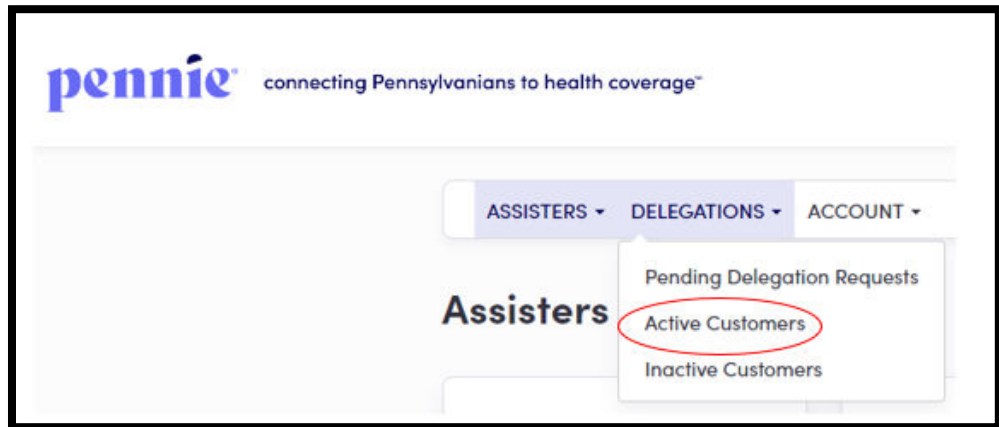 pennie® connecting Pennsylvanians to health coverage™
ASSISTERS DELEGATIONS ACCOUNT
Pending Delegation Requests
Assisters
Active Customers
Inactive Customers